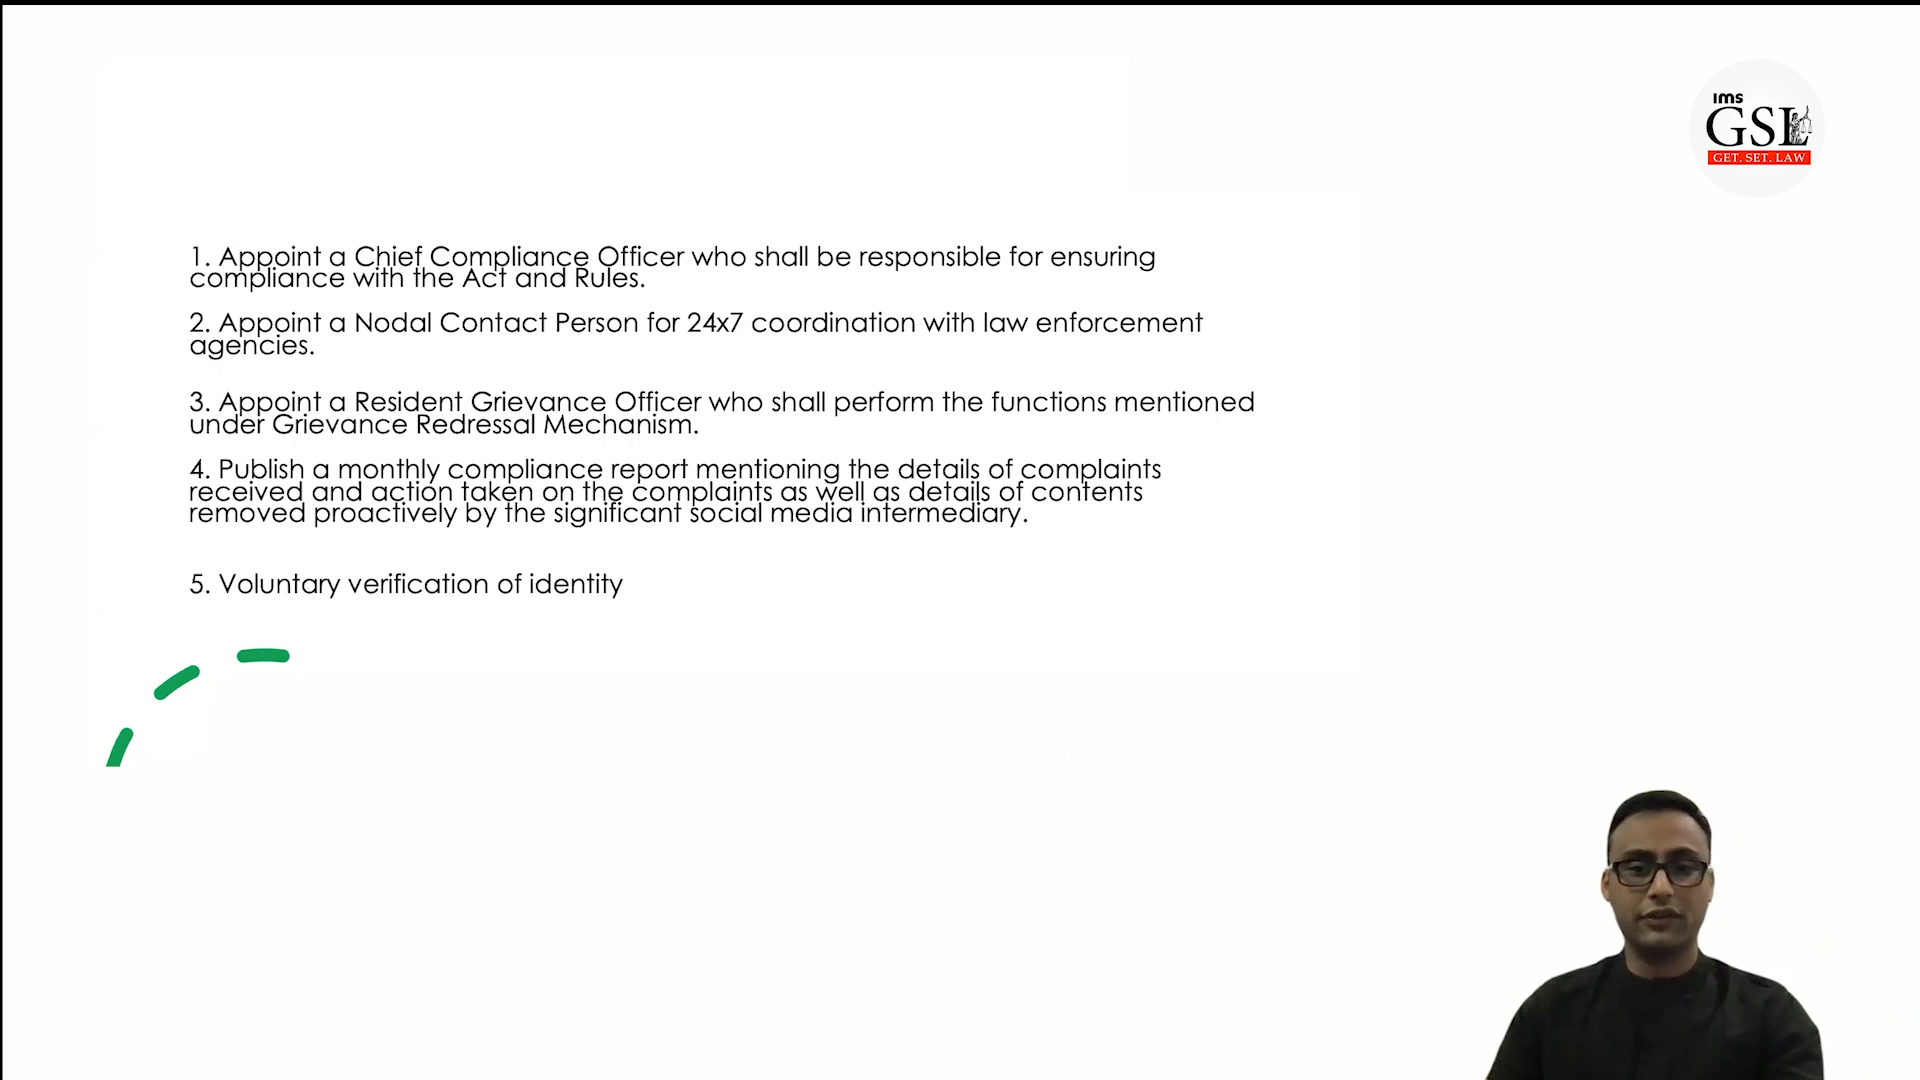 ims
GSL
GET. SET. LAW
1. Appoint a Chief Compliance Officer who shall be responsible for ensuring
compliance with the Act and Rules.
2. Appoint a Nodal Contact Person for 24x7 coordination with law enforcement
agencies.
3. Appoint a Resident Grievance Officer who shall perform the functions mentioned
under Grievance Redressal Mechanism.
4. Publish a monthly compliance report mentioning the details of complaints
received and action taken on the complaints as well as details of contents
removed proactively by the significant social media intermediary.
5. Voluntary verification of identity